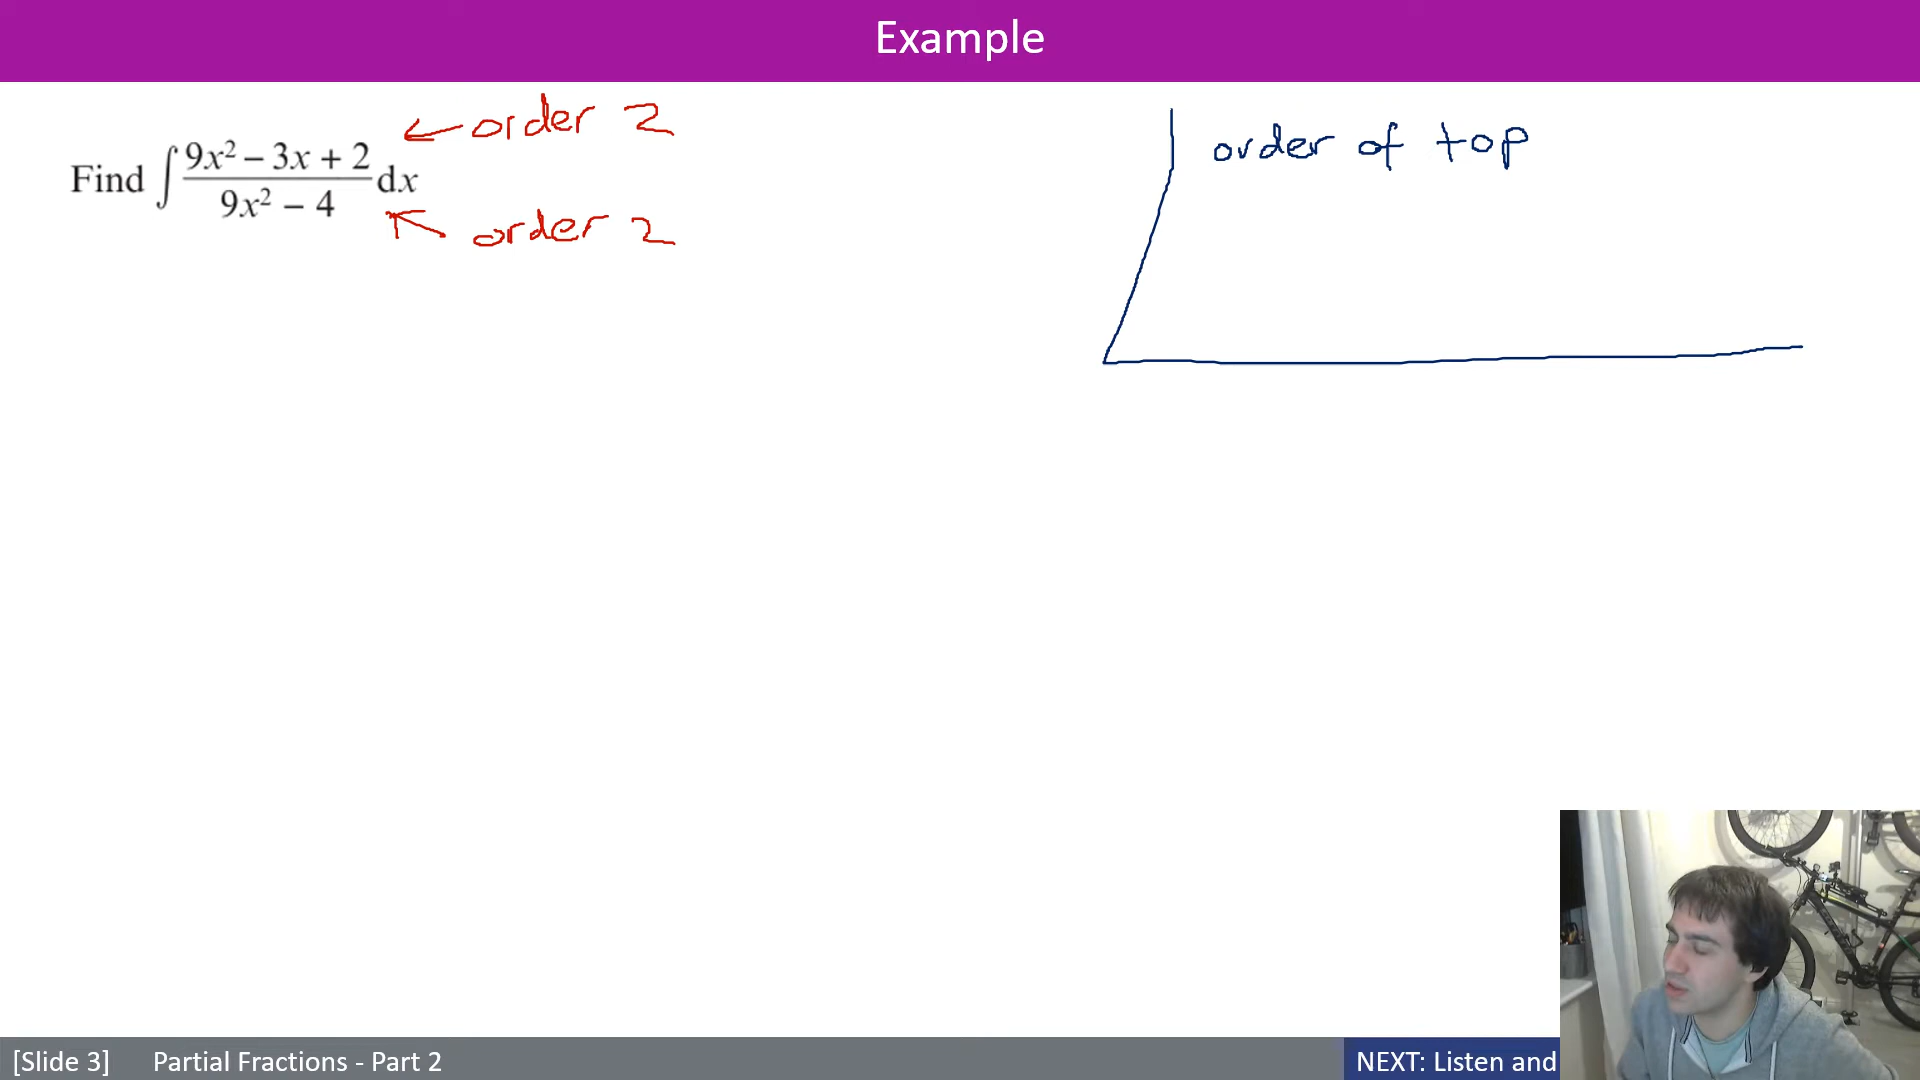 Example
Find ∫ (9x² − 3x + 2)/(9x² − 4) dx
← order 2
↖ order 2
order of top
[Slide 3] Partial Fractions - Part 2
NEXT: Listen and